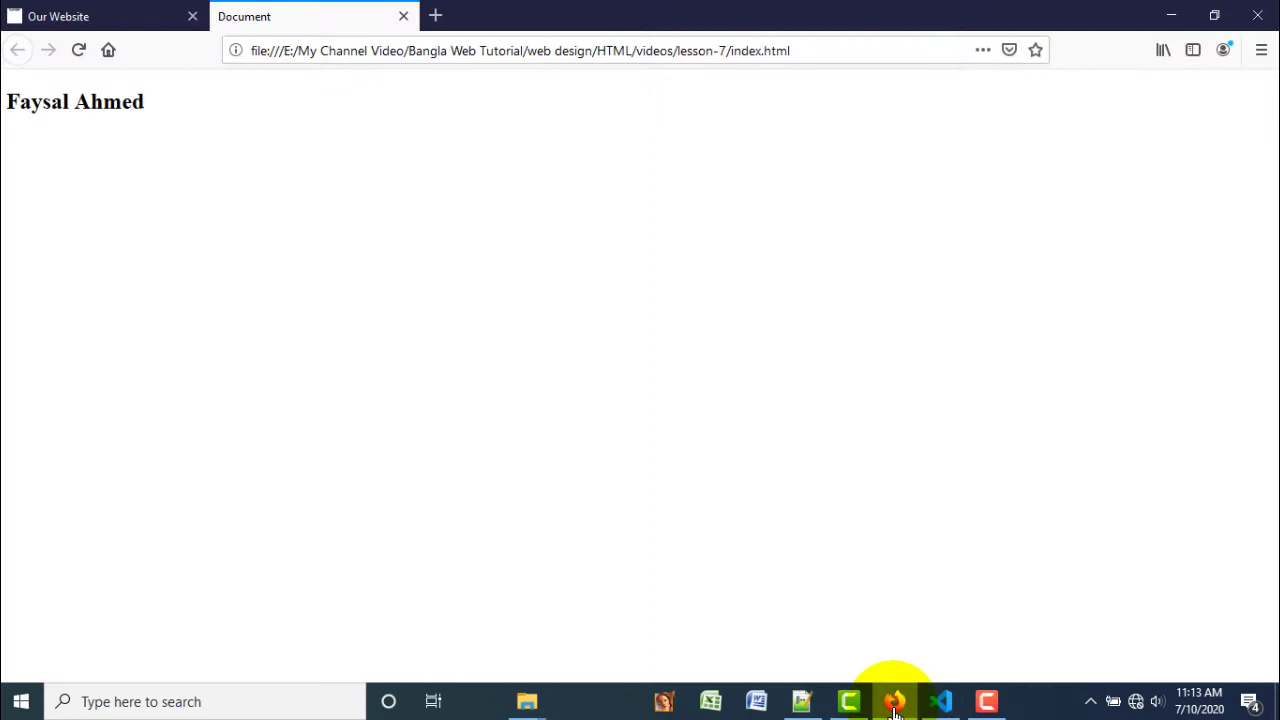 Our Website
Document
file:///E:/My Channel Video/Bangla Web Tutorial/web design/HTML/videos/lesson-7/index.html
Faysal Ahmed
Type here to search
11:13 AM
7/10/2020
4